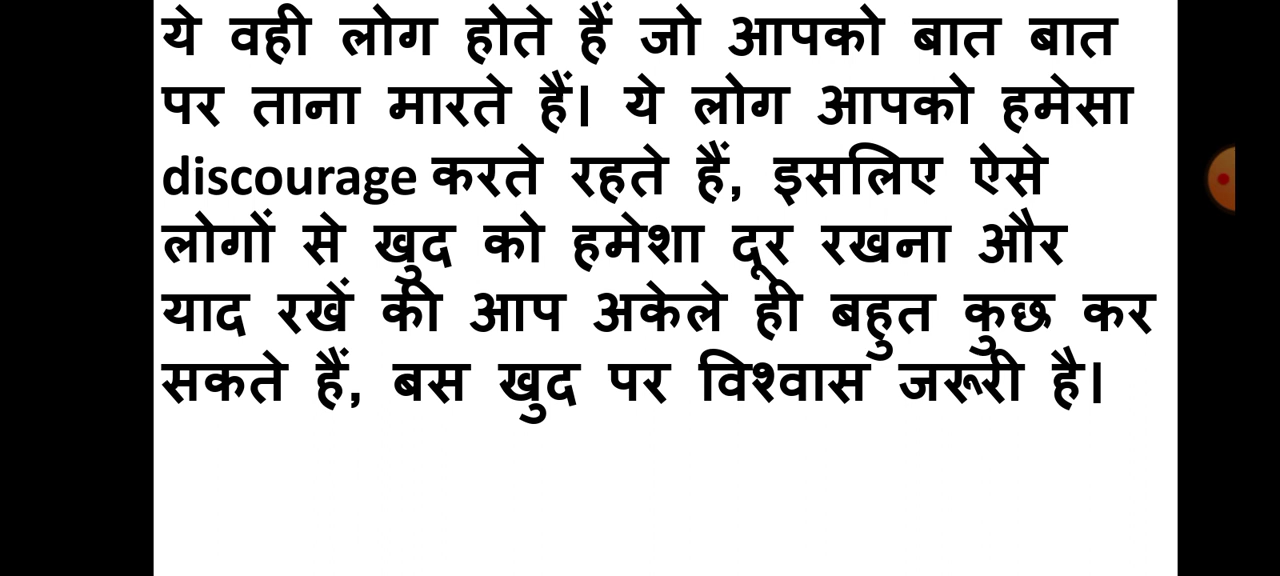 ये वही लोग होते हैं जो आपको बात बात
पर ताना मारते हैं। ये लोग आपको हमेसा
discourage करते रहते हैं, इसलिए ऐसे
लोगों से खुद को हमेशा दूर रखना और
याद रखें की आप अकेले ही बहुत कुछ कर
सकते हैं, बस खुद पर विश्वास जरूरी है।